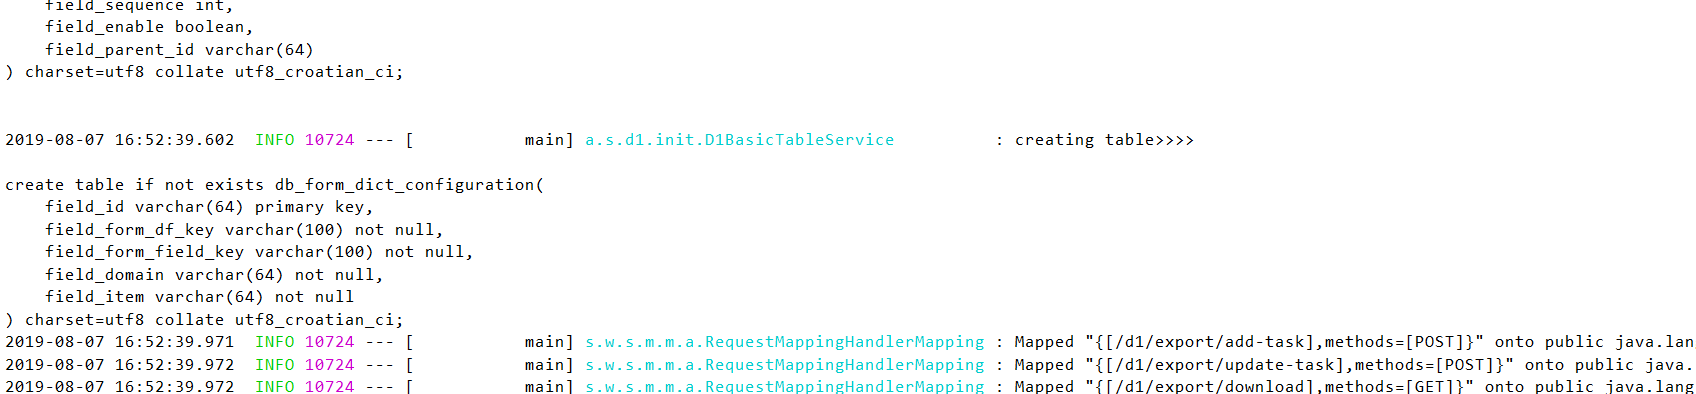 field_sequence int,
field_enable boolean,
field_parent_id varchar(64)
) charset=utf8 collate utf8_croatian_ci;
2019-08-07 16:52:39.602  INFO 10724 --- [           main] a.s.d1.init.D1BasicTableService          : creating table>>>>
create table if not exists db_form_dict_configuration(
    field_id varchar(64) primary key,
    field_form_df_key varchar(100) not null,
    field_form_field_key varchar(100) not null,
    field_domain varchar(64) not null,
    field_item varchar(64) not null
) charset=utf8 collate utf8_croatian_ci;
2019-08-07 16:52:39.971  INFO 10724 --- [           main] s.w.s.m.m.a.RequestMappingHandlerMapping : Mapped "{[/d1/export/add-task],methods=[POST]}" onto public java.lan
2019-08-07 16:52:39.972  INFO 10724 --- [           main] s.w.s.m.m.a.RequestMappingHandlerMapping : Mapped "{[/d1/export/update-task],methods=[POST]}" onto public java.
2019-08-07 16:52:39.972  INFO 10724 --- [           main] s.w.s.m.m.a.RequestMappingHandlerMapping : Mapped "{[/d1/export/download],methods=[GET]}" onto public java.lang